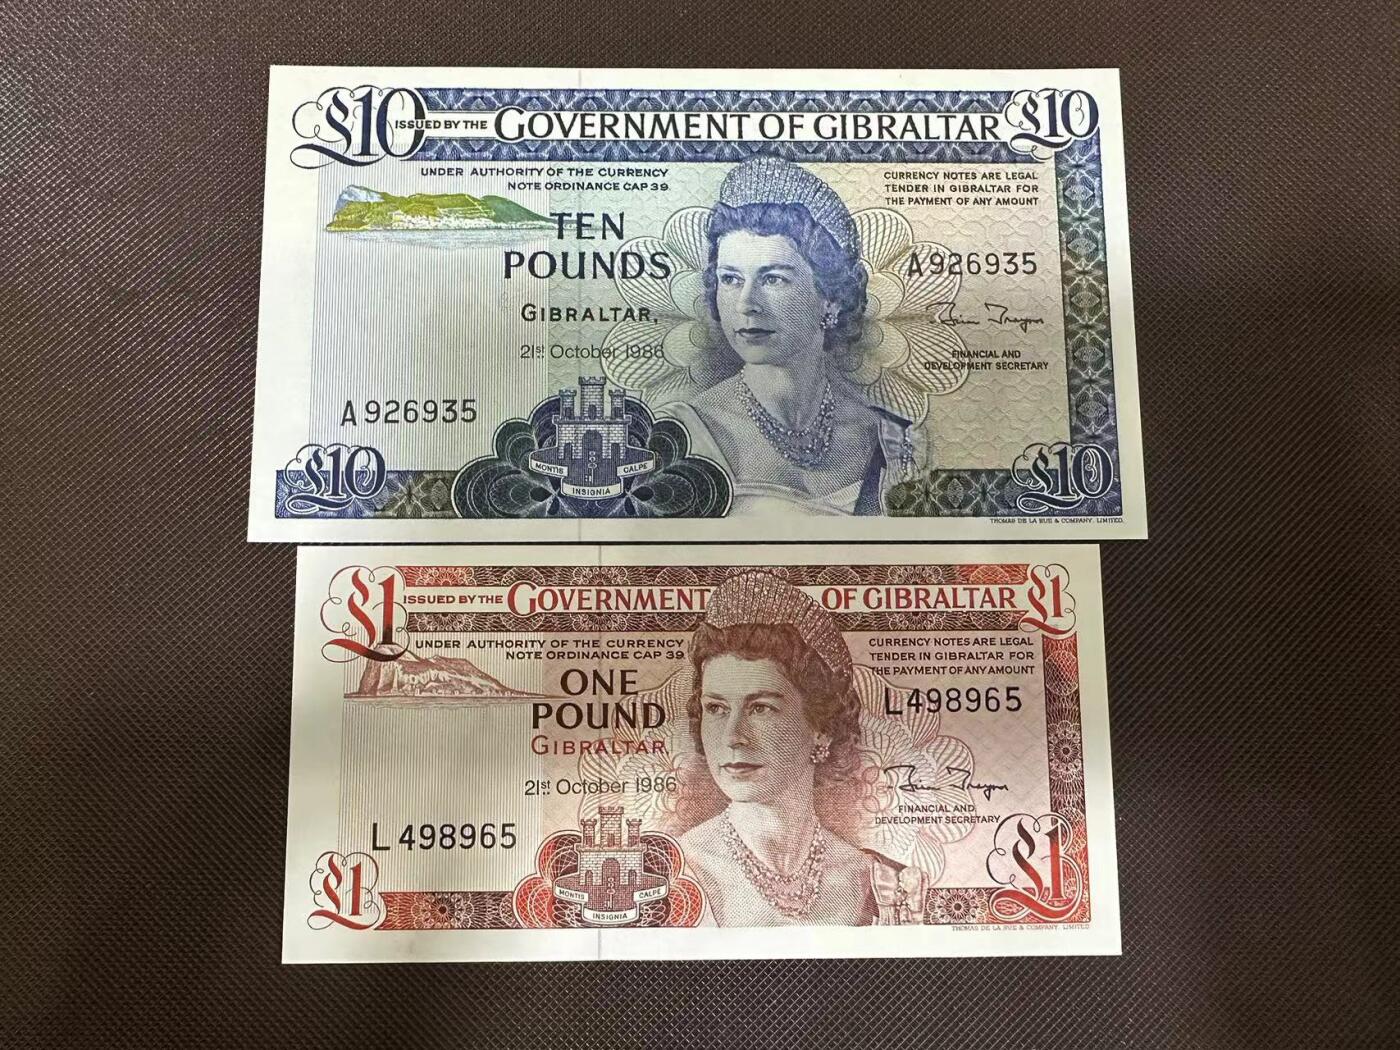 £10 ISSUED BY THE GOVERNMENT OF GIBRALTAR £10
UNDER AUTHORITY OF THE CURRENCY
NOTE ORDINANCE CAP 39
CURRENCY NOTES ARE LEGAL
TENDER IN GIBRALTAR FOR
THE PAYMENT OF ANY AMOUNT
TEN
POUNDS
GIBRALTAR,
21st October 1986
A926935
FINANCIAL AND
DEVELOPMENT SECRETARY
A926935
MONTIS CALPE
INSIGNIA
£10 £10
THOMAS DE LA RUE & COMPANY, LIMITED.
£1 ISSUED BY THE GOVERNMENT OF GIBRALTAR £1
UNDER AUTHORITY OF THE CURRENCY
NOTE ORDINANCE CAP 39
CURRENCY NOTES ARE LEGAL
TENDER IN GIBRALTAR FOR
THE PAYMENT OF ANY AMOUNT
ONE
POUND
GIBRALTAR,
21st October 1986
L498965
FINANCIAL AND
DEVELOPMENT SECRETARY
L498965
MONTIS CALPE
INSIGNIA
£1 £1
THOMAS DE LA RUE & COMPANY, LIMITED